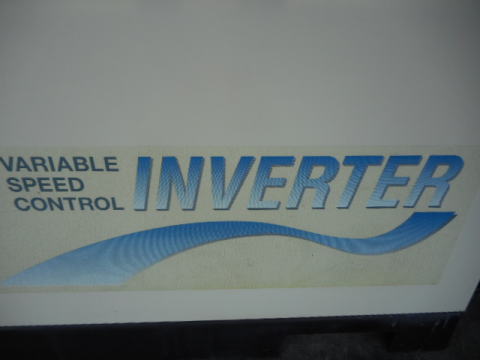 VARIABLE
SPEED
CONTROL
INVERTER